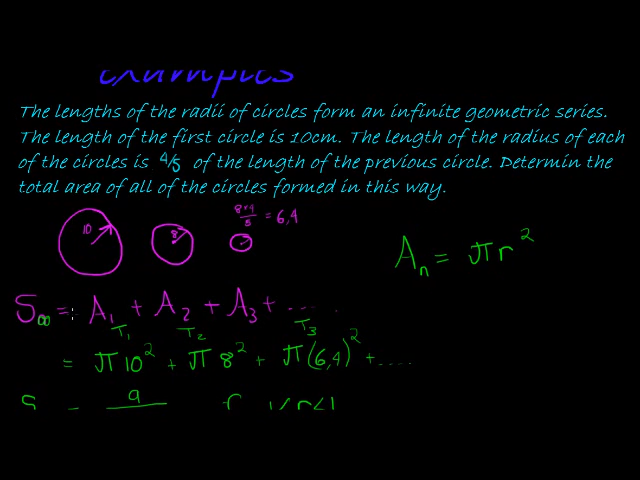 examples
The lengths of the radii of circles form an infinite geometric series.
The length of the first circle is 10cm. The length of the radius of each
of the circles is 4/5 of the length of the previous circle. Determin the
total area of all of the circles formed in this way.
10 8 8*4/5 = 6,4
Aₙ = πr²
S∞ = A₁ + A₂ + A₃ + ....
T₁ T₂ T₃
= π10² + π8² + π(6,4)² + ....